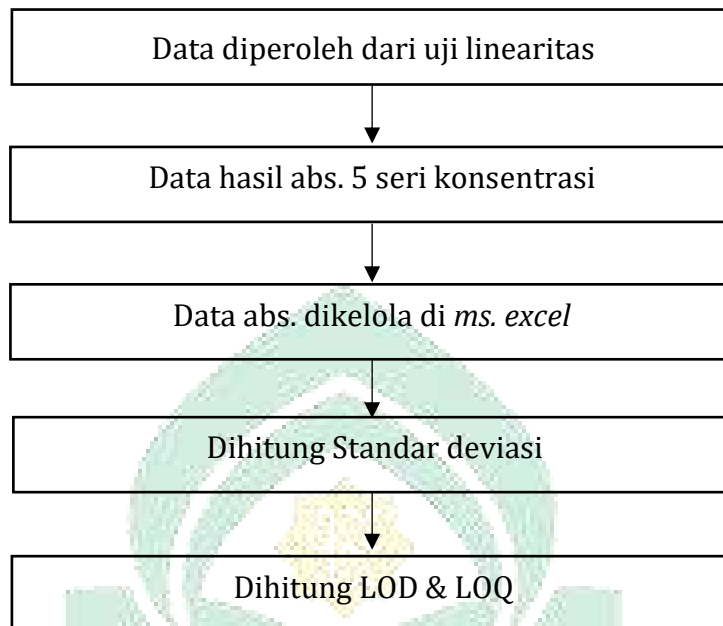 Data diperoleh dari uji linearitas
Data hasil abs. 5 seri konsentrasi
Data abs. dikelola di ms. excel
Dihitung Standar deviasi
Dihitung LOD & LOQ